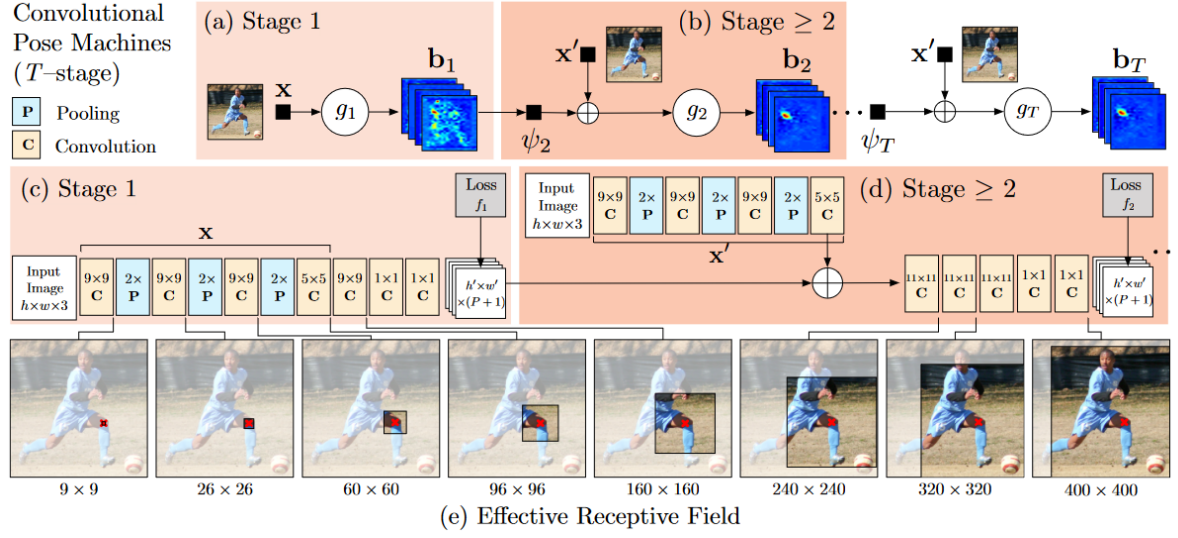 Convolutional
Pose Machines
(T–stage)
P Pooling
C Convolution
(a) Stage 1
x
g₁
b₁
(b) Stage ≥ 2
x′
ψ₂
g₂
b₂
x′
ψ_T
g_T
b_T
(c) Stage 1
Loss
f₁
x
Input
Image
h×w×3
9×9
C
2×
P
9×9
C
2×
P
9×9
C
2×
P
5×5
C
9×9
C
1×1
C
1×1
C
h′×w′
×(P+1)
(d) Stage ≥ 2
Input
Image
h×w×3
9×9
C
2×
P
9×9
C
2×
P
9×9
C
2×
P
5×5
C
x′
Loss
f₂
11×11
C
11×11
C
11×11
C
1×1
C
1×1
C
h′×w′
×(P+1)
9 × 9
26 × 26
60 × 60
96 × 96
160 × 160
240 × 240
320 × 320
400 × 400
(e) Effective Receptive Field